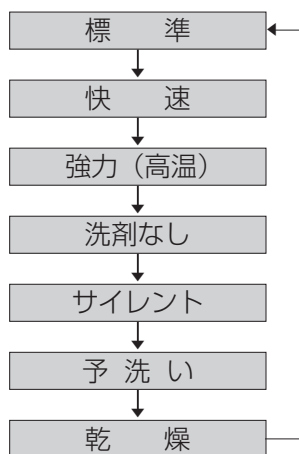 標　準
快　速
強力（高温）
洗剤なし
サイレント
予 洗 い
乾　燥